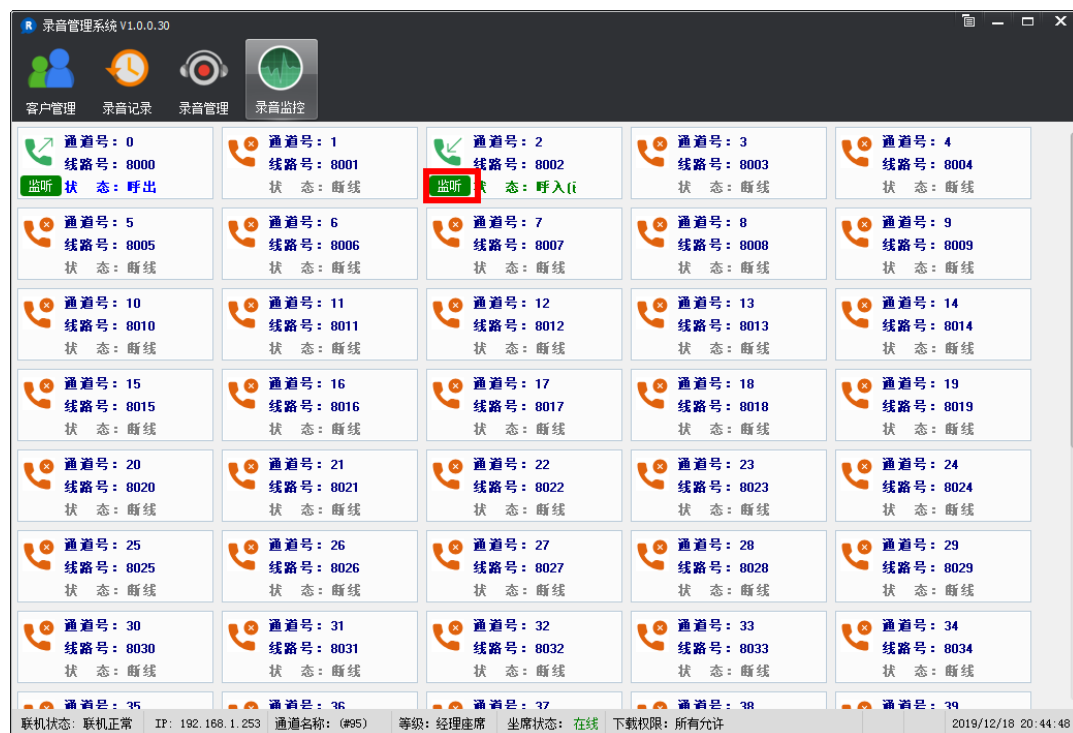 录音管理系统 V1.0.0.30
客户管理 录音记录 录音管理 录音监控
通道号: 0 通道号: 1 通道号: 2 通道号: 3 通道号: 4
线路号: 8000 线路号: 8001 线路号: 8002 线路号: 8003 线路号: 8004
监听 状 态: 呼出 状 态: 断线 监听 状 态: 呼入(i 状 态: 断线 状 态: 断线
通道号: 5 通道号: 6 通道号: 7 通道号: 8 通道号: 9
线路号: 8005 线路号: 8006 线路号: 8007 线路号: 8008 线路号: 8009
状 态: 断线 状 态: 断线 状 态: 断线 状 态: 断线 状 态: 断线
通道号: 10 通道号: 11 通道号: 12 通道号: 13 通道号: 14
线路号: 8010 线路号: 8011 线路号: 8012 线路号: 8013 线路号: 8014
状 态: 断线 状 态: 断线 状 态: 断线 状 态: 断线 状 态: 断线
通道号: 15 通道号: 16 通道号: 17 通道号: 18 通道号: 19
线路号: 8015 线路号: 8016 线路号: 8017 线路号: 8018 线路号: 8019
状 态: 断线 状 态: 断线 状 态: 断线 状 态: 断线 状 态: 断线
通道号: 20 通道号: 21 通道号: 22 通道号: 23 通道号: 24
线路号: 8020 线路号: 8021 线路号: 8022 线路号: 8023 线路号: 8024
状 态: 断线 状 态: 断线 状 态: 断线 状 态: 断线 状 态: 断线
通道号: 25 通道号: 26 通道号: 27 通道号: 28 通道号: 29
线路号: 8025 线路号: 8026 线路号: 8027 线路号: 8028 线路号: 8029
状 态: 断线 状 态: 断线 状 态: 断线 状 态: 断线 状 态: 断线
通道号: 30 通道号: 31 通道号: 32 通道号: 33 通道号: 34
线路号: 8030 线路号: 8031 线路号: 8032 线路号: 8033 线路号: 8034
状 态: 断线 状 态: 断线 状 态: 断线 状 态: 断线 状 态: 断线
通道号: 35 通道号: 36 通道号: 37 通道号: 38 通道号: 39
联机状态: 联机正常 IP: 192.168.1.253 通道名称: (#95) 等级: 经理座席 坐席状态: 在线 下载权限: 所有允许 2019/12/18 20:44:48